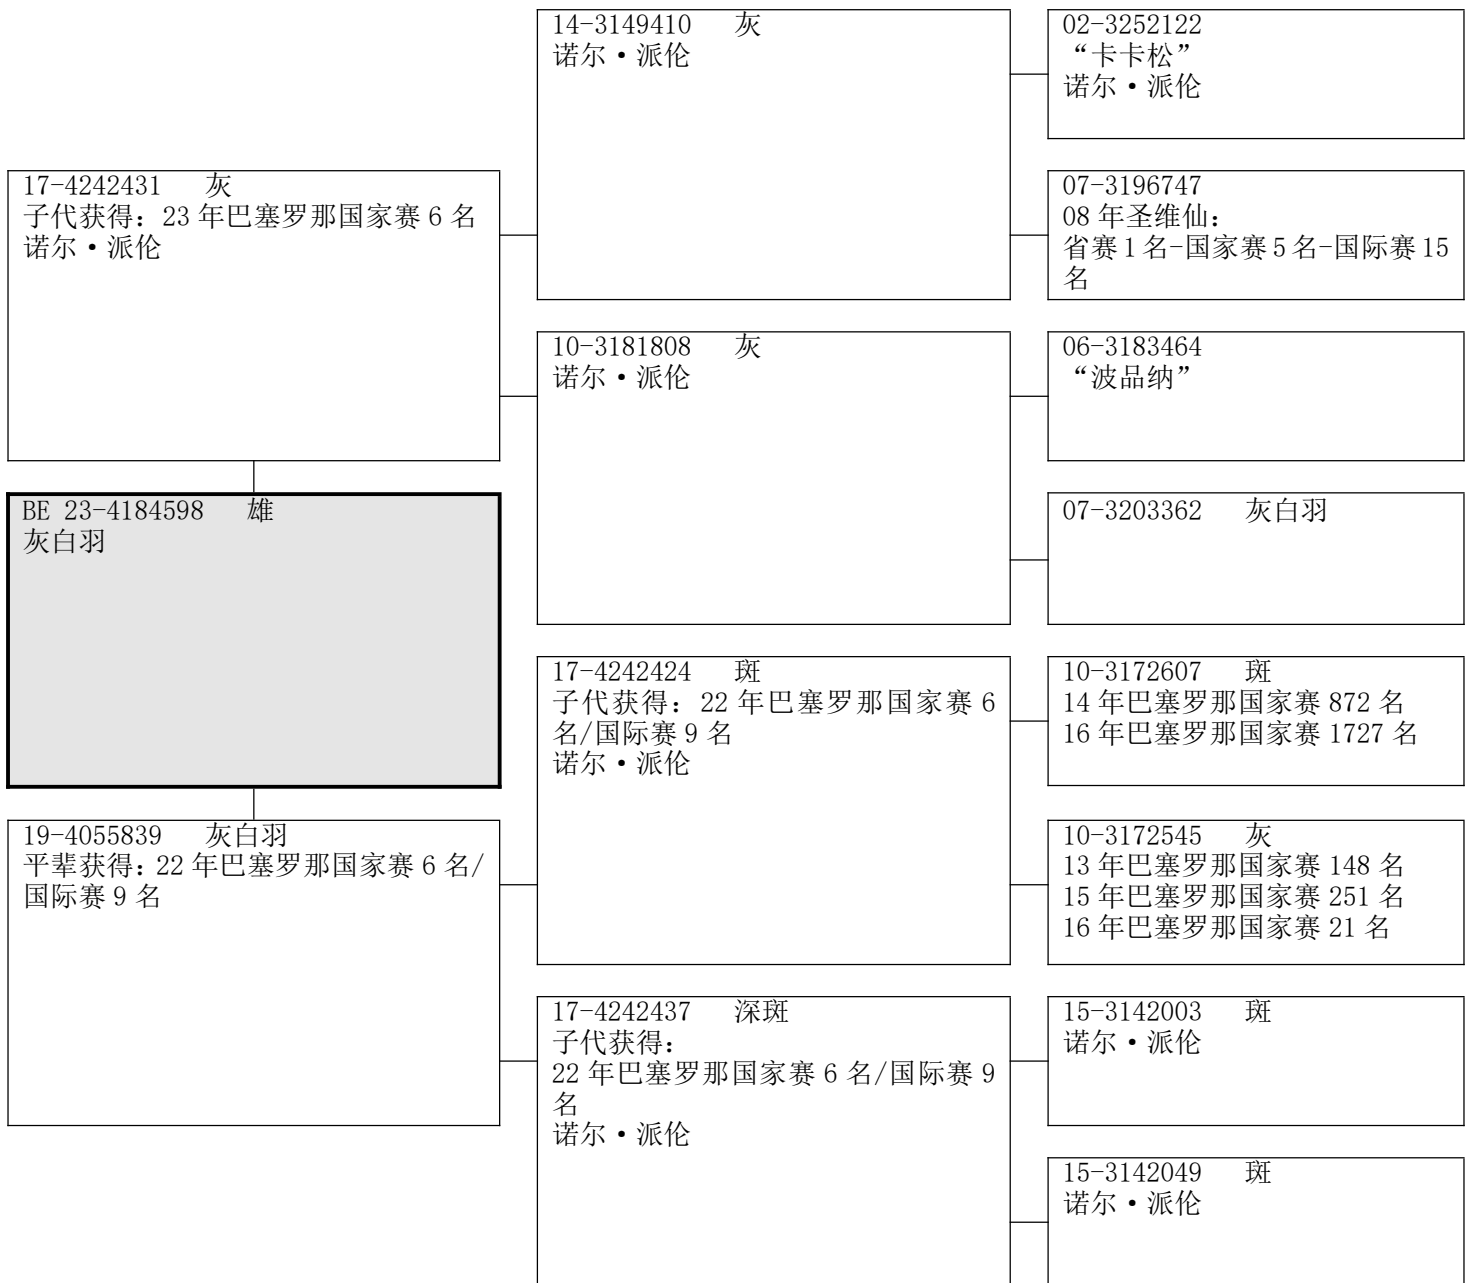 17-4242431 灰
子代获得：23 年巴塞罗那国家赛 6 名
诺尔·派伦
BE 23-4184598 雄
灰白羽
19-4055839 灰白羽
平辈获得：22 年巴塞罗那国家赛 6 名/
国际赛 9 名
14-3149410 灰
诺尔·派伦
10-3181808 灰
诺尔·派伦
17-4242424 斑
子代获得：22 年巴塞罗那国家赛 6
名/国际赛 9 名
诺尔·派伦
17-4242437 深斑
子代获得：
22 年巴塞罗那国家赛 6 名/国际赛 9
名
诺尔·派伦
02-3252122
“卡卡松”
诺尔·派伦
07-3196747
08 年圣维仙：
省赛 1 名-国家赛 5 名-国际赛 15
名
06-3183464
“波品纳”
07-3203362 灰白羽
10-3172607 斑
14 年巴塞罗那国家赛 872 名
16 年巴塞罗那国家赛 1727 名
10-3172545 灰
13 年巴塞罗那国家赛 148 名
15 年巴塞罗那国家赛 251 名
16 年巴塞罗那国家赛 21 名
15-3142003 斑
诺尔·派伦
15-3142049 斑
诺尔·派伦